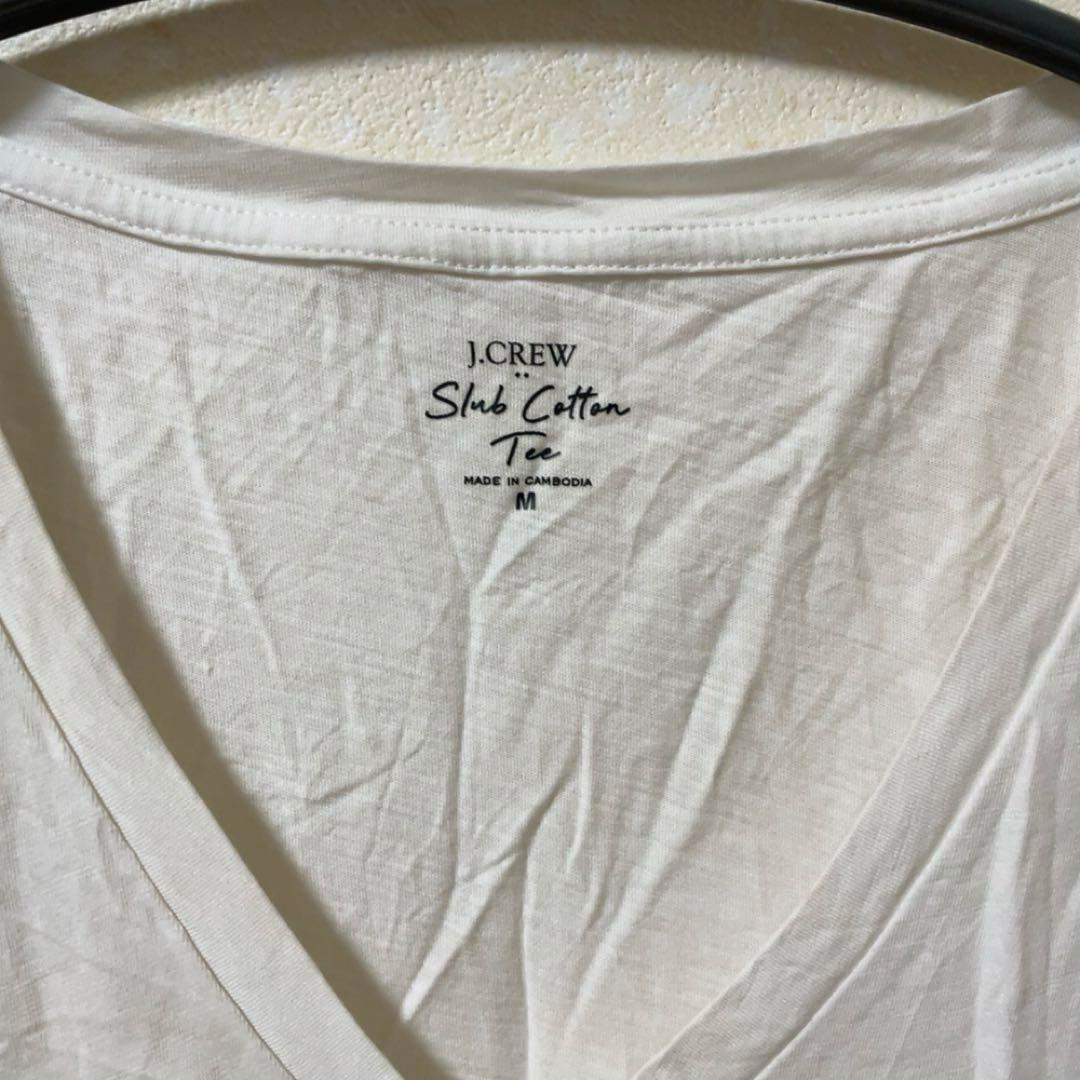 J.CREW
Slub Cotton
Tee
MADE IN CAMBODIA
M